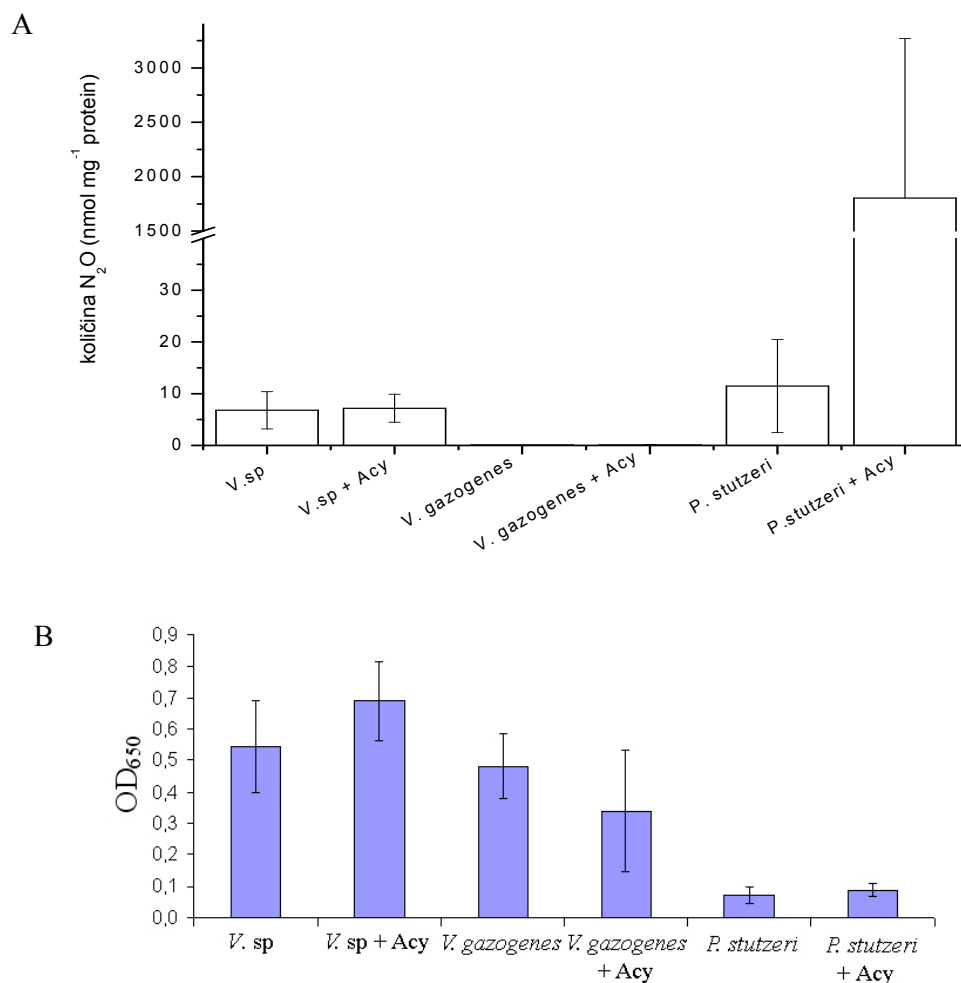 A
količina N₂O (nmol mg⁻¹ protein)
3000
2500
2000
1500
30
20
10
0
V.sp
V.sp + Acy
V. gazogenes
V. gazogenes + Acy
P. stutzeri
P.stutzeri + Acy
B
OD₆₅₀
0,9
0,8
0,7
0,6
0,5
0,4
0,3
0,2
0,1
0,0
V. sp
V. sp + Acy
V. gazogenes
V. gazogenes
+ Acy
P. stutzeri
P. stutzeri
+ Acy